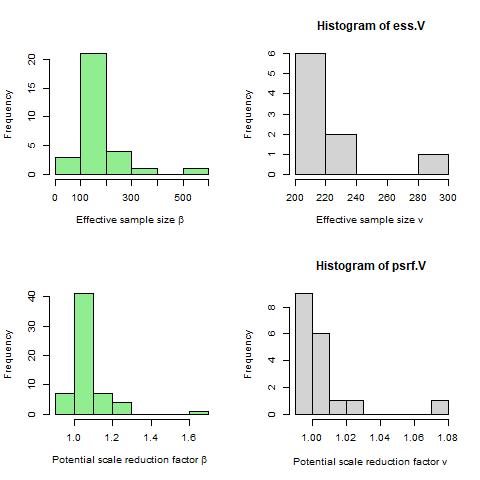 Frequency
0 5 10 15 20
0 100 300 500
Effective sample size β
Histogram of ess.V
Frequency
0 1 2 3 4 5 6
200 220 240 260 280 300
Effective sample size v
Frequency
0 10 20 30 40
1.0 1.2 1.4 1.6
Potential scale reduction factor β
Histogram of psrf.V
Frequency
0 2 4 6 8
1.00 1.02 1.04 1.06 1.08
Potential scale reduction factor v